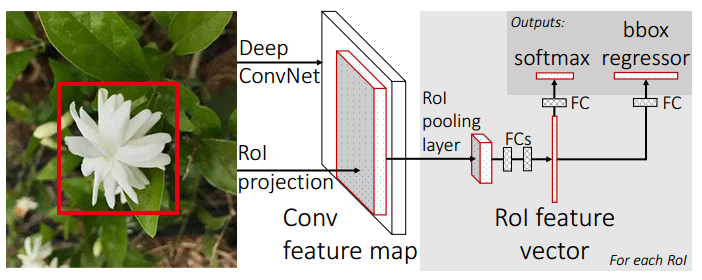 Deep
ConvNet
RoI
projection
Conv
feature map
RoI
pooling
layer
FCs
RoI feature
vector
Outputs:
softmax
bbox
regressor
FC
FC
For each RoI